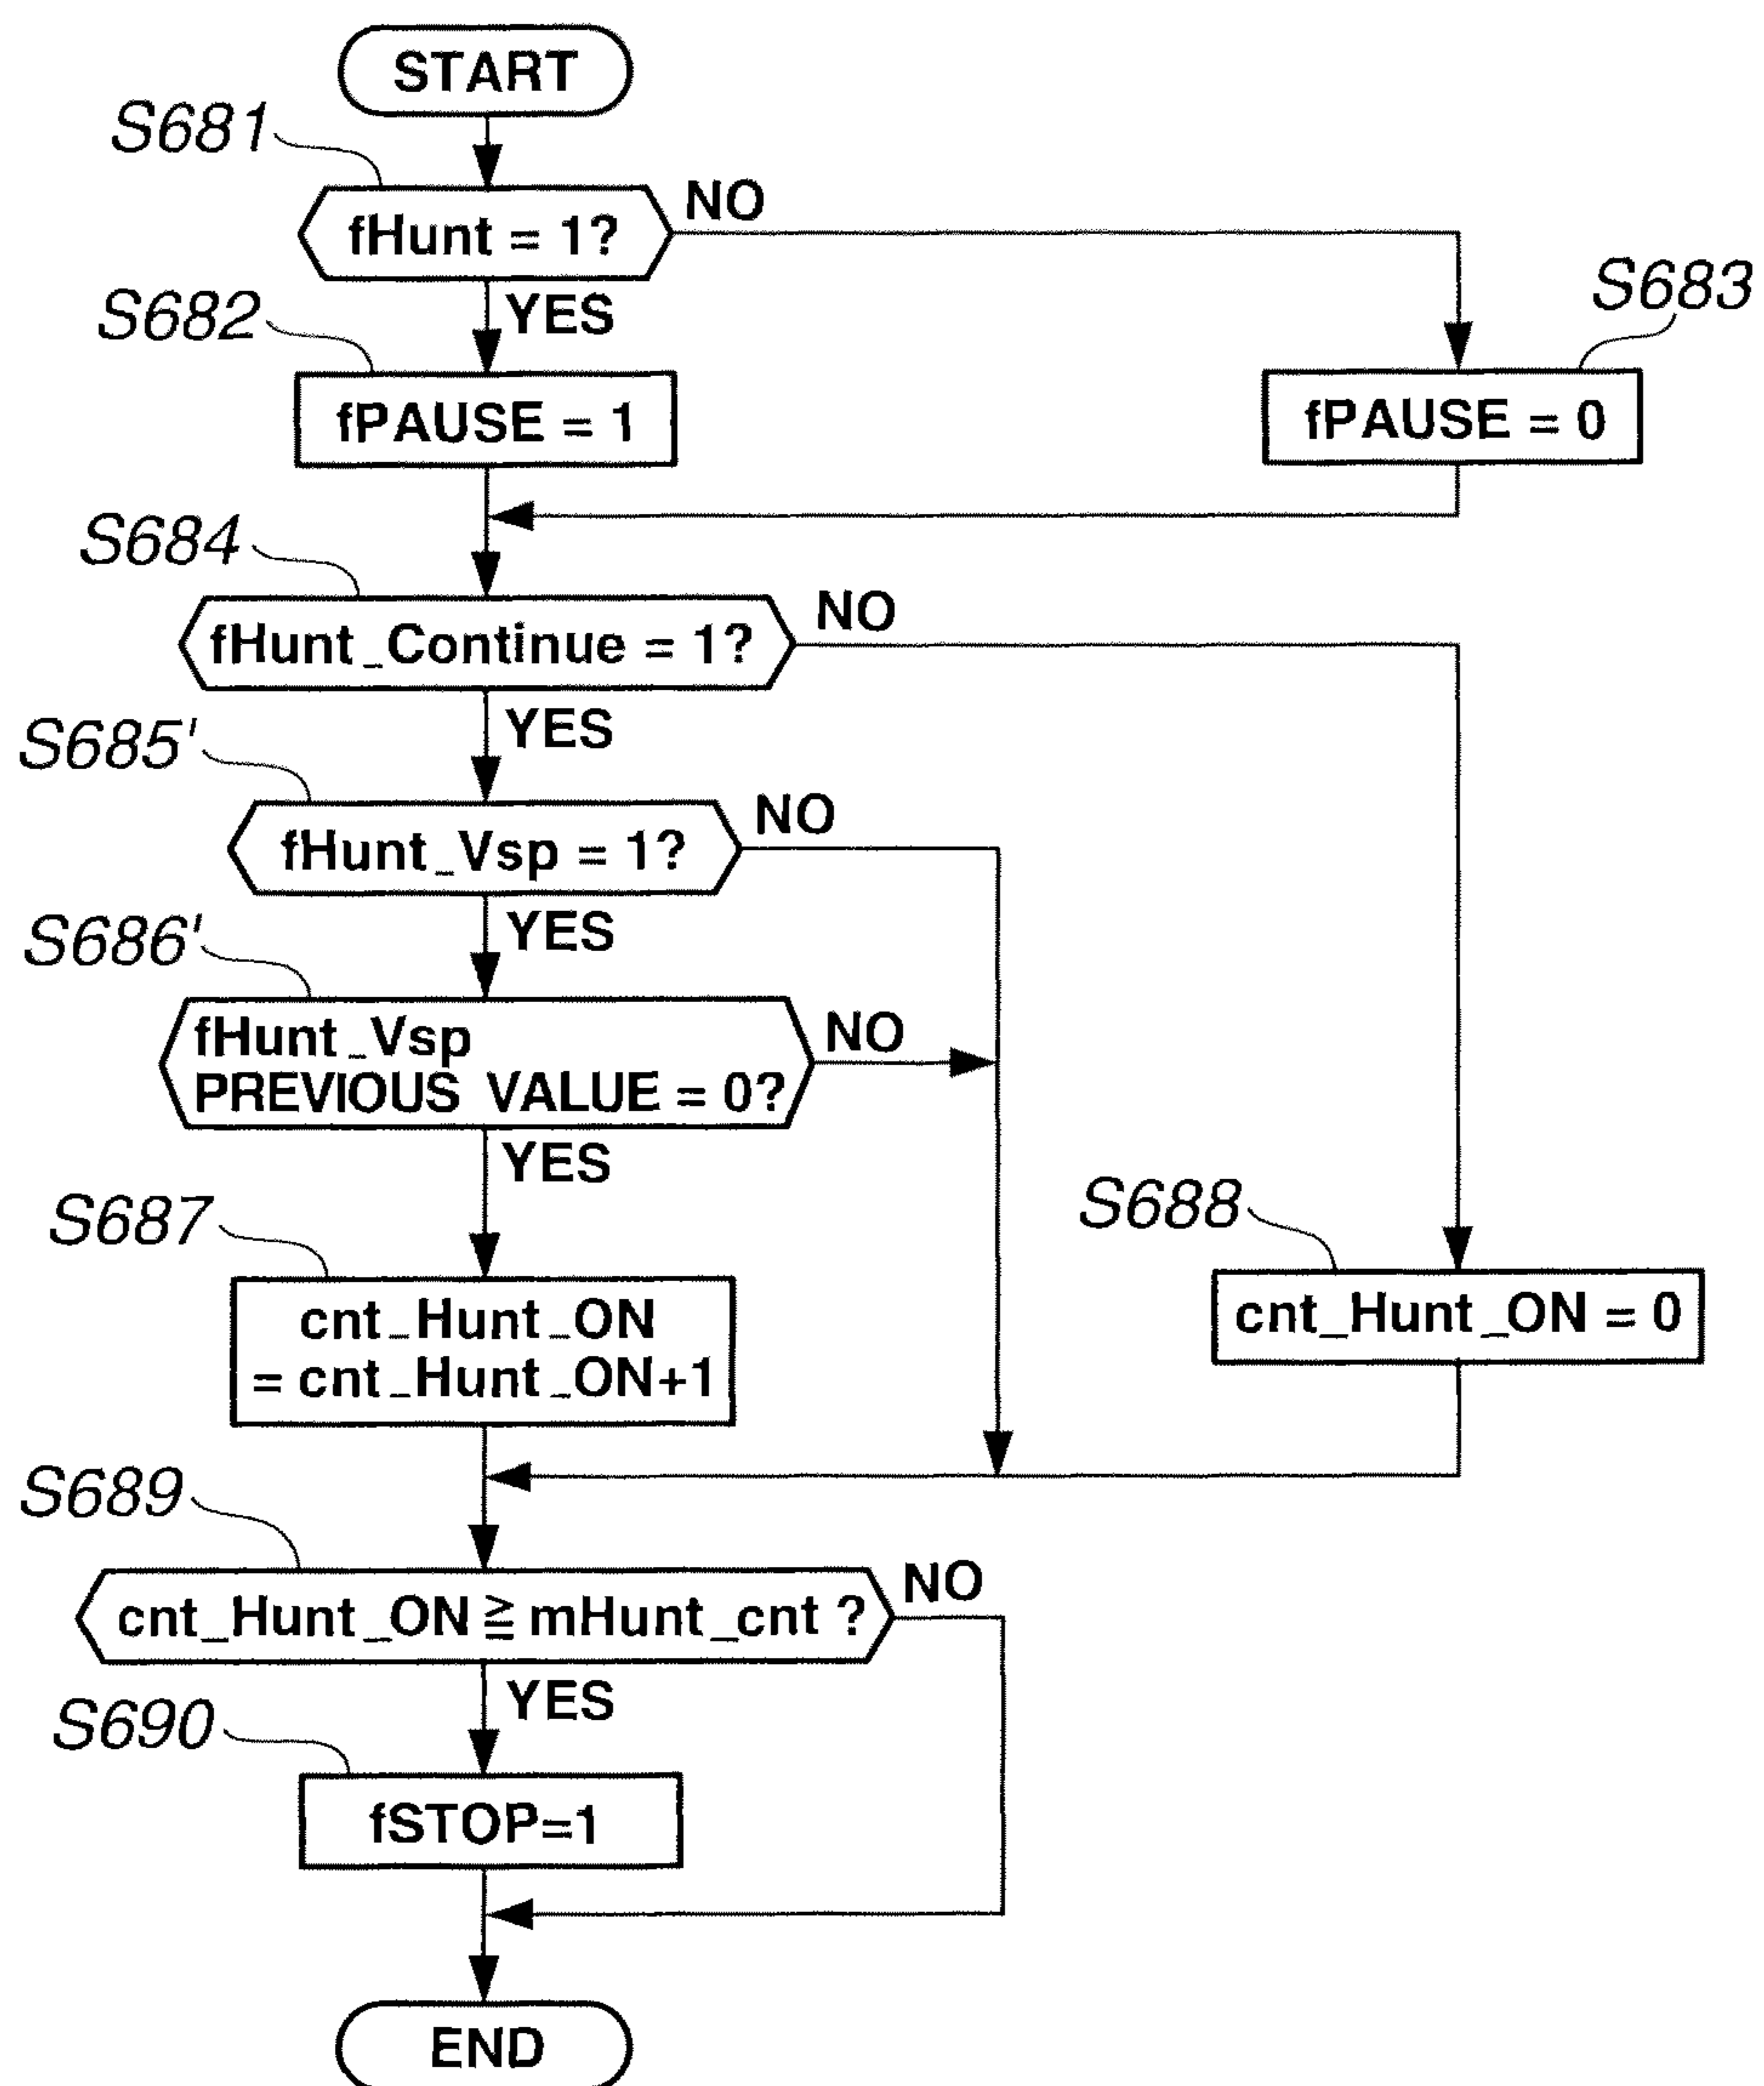 START
S681
fHunt = 1?
NO
S682
YES
S683
fPAUSE = 1
fPAUSE = 0
S684
fHunt_Continue = 1?
NO
S685'
YES
fHunt_Vsp = 1?
NO
S686'
YES
fHunt_Vsp
PREVIOUS VALUE = 0?
NO
YES
S687
S688
cnt_Hunt_ON
= cnt_Hunt_ON+1
cnt_Hunt_ON = 0
S689
cnt_Hunt_ON ≧ mHunt_cnt ?
NO
S690
YES
fSTOP=1
END